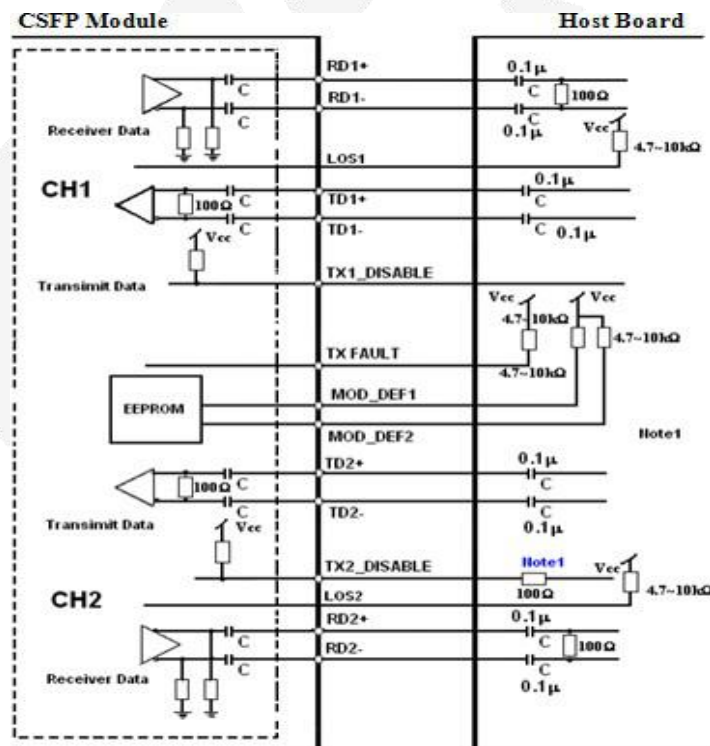 CSFP Module
Host Board
RD1+
0.1μ
C
C
100Ω
RD1-
C
C
0.1μ
Vcc
Receiver Data
4.7~10kΩ
LOS1
CH1
0.1μ
C
TD1+
C
100Ω
C
TD1-
C
0.1μ
Vcc
TX1_DISABLE
Transimit Data
Vcc
Vcc
4.7~10kΩ
4.7~10kΩ
TX FAULT
4.7~10kΩ
MOD_DEF1
EEPROM
MOD_DEF2
Note1
TD2+
0.1μ
C
100Ω
C
C
TD2-
Transimit Data
Vcc
0.1μ
TX2_DISABLE
Note1
Vcc
100Ω
4.7~10kΩ
CH2
LOS2
RD2+
0.1μ
C
C
100Ω
RD2-
C
C
Receiver Data
0.1μ